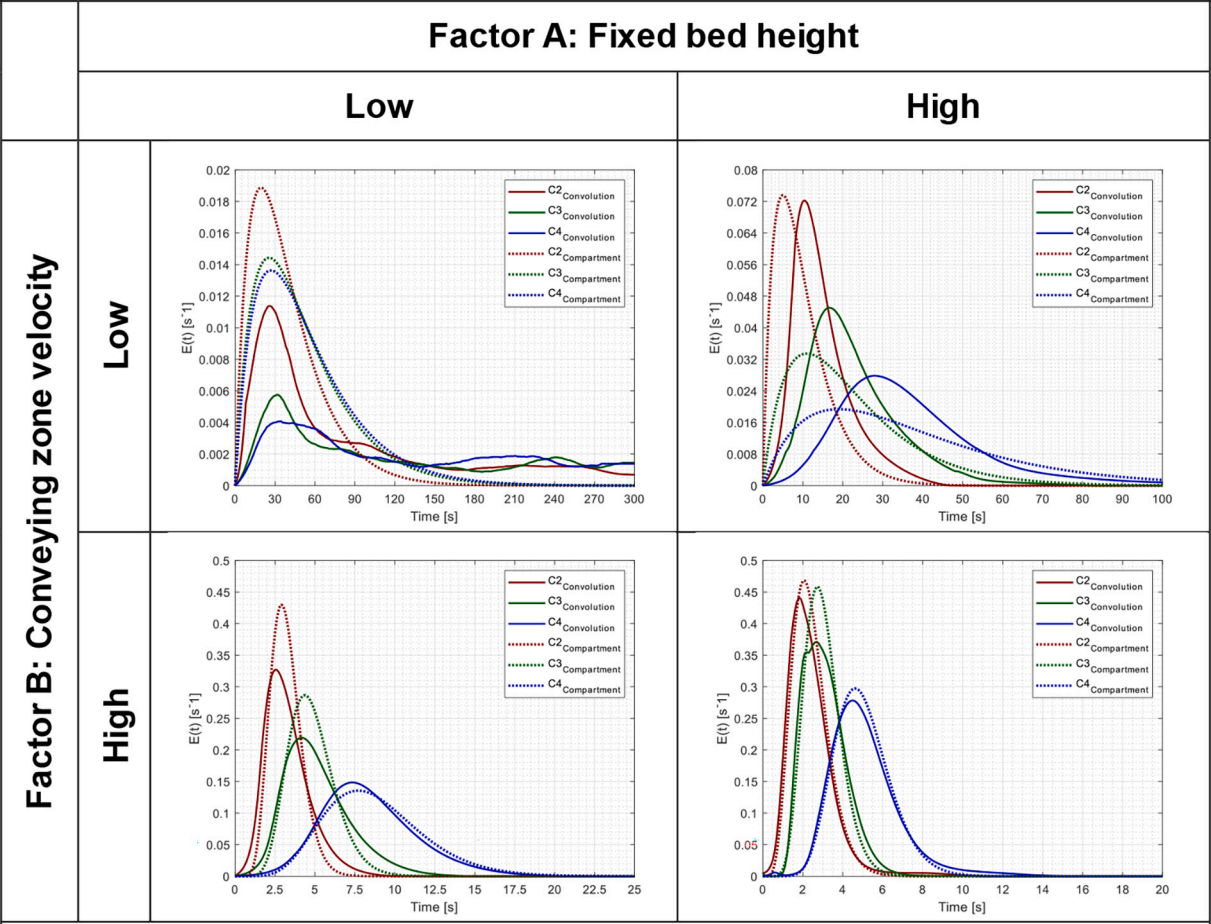 Factor A: Fixed bed height
Low
High
Factor B: Conveying zone velocity
Low
0.02
0.018
0.016
0.014
0.012
0.01
0.008
0.006
0.004
0.002
0
E(t) [s⁻1]
0 30 60 90 120 150 180 210 240 270 300
Time [s]
C2Convolution
C3Convolution
C4Convolution
C2Compartment
C3Compartment
C4Compartment
0.08
0.072
0.064
0.056
0.048
0.04
0.032
0.024
0.016
0.008
0
E(t) [s⁻1]
0 10 20 30 40 50 60 70 80 90 100
Time [s]
C2Convolution
C3Convolution
C4Convolution
C2Compartment
C3Compartment
C4Compartment
High
0.5
0.45
0.4
0.35
0.3
0.25
0.2
0.15
0.1
0.05
0
E(t) [s⁻1]
0 2.5 5 7.5 10 12.5 15 17.5 20 22.5 25
Time [s]
C2Convolution
C3Convolution
C4Convolution
C2Compartment
C3Compartment
C4Compartment
0.5
0.45
0.4
0.35
0.3
0.25
0.2
0.15
0.1
0.05
0
E(t) [s⁻1]
0 2 4 6 8 10 12 14 16 18 20
Time [s]
C2Convolution
C3Convolution
C4Convolution
C2Compartment
C3Compartment
C4Compartment